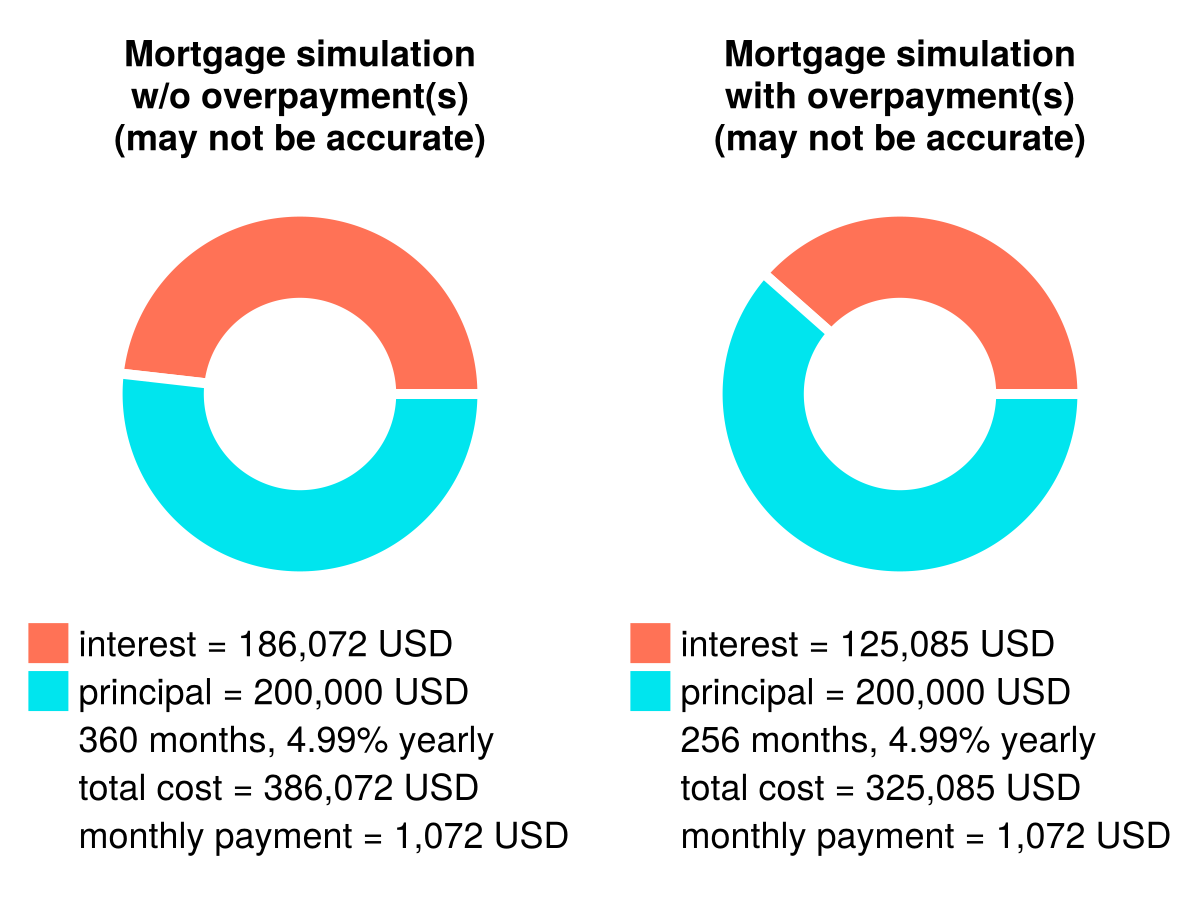 Mortgage simulation
w/o overpayment(s)
(may not be accurate)
interest = 186,072 USD
principal = 200,000 USD
360 months, 4.99% yearly
total cost = 386,072 USD
monthly payment = 1,072 USD
Mortgage simulation
with overpayment(s)
(may not be accurate)
interest = 125,085 USD
principal = 200,000 USD
256 months, 4.99% yearly
total cost = 325,085 USD
monthly payment = 1,072 USD